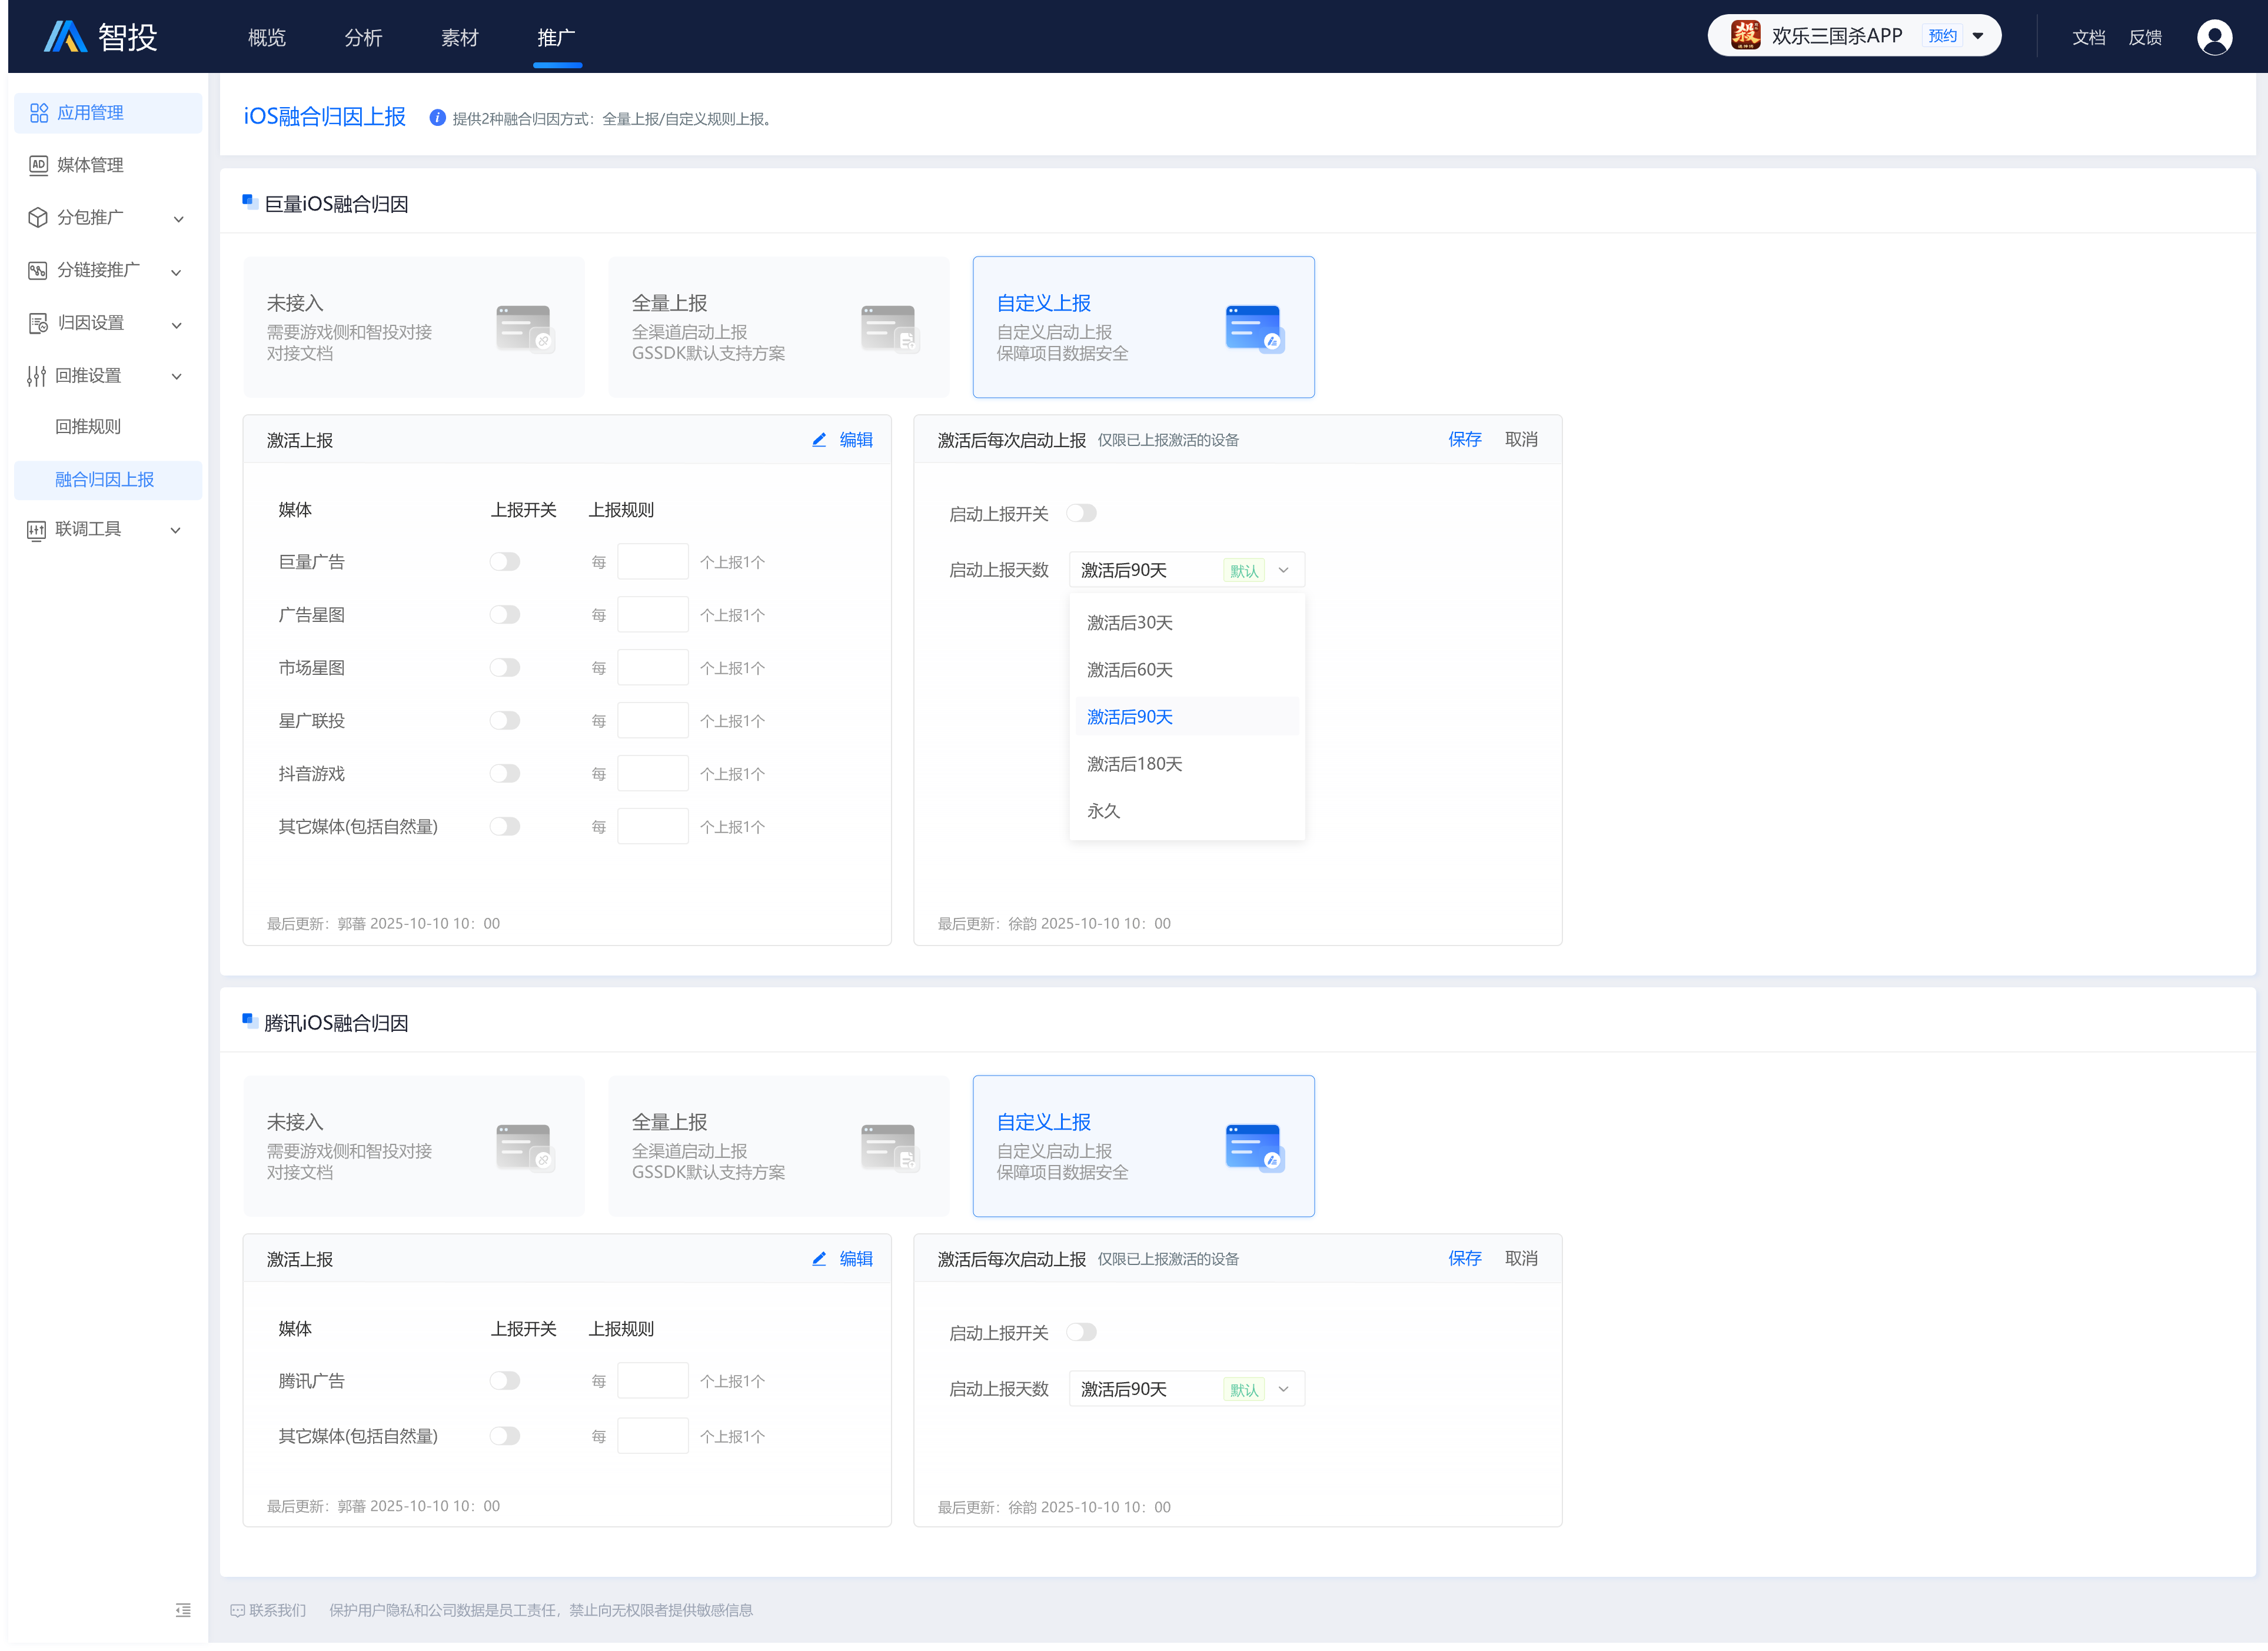 智投
概览
分析
素材
推广
欢乐三国杀APP
预约
文档
反馈
应用管理
媒体管理
分包推广
分链接推广
归因设置
回推设置
回推规则
融合归因上报
联调工具
iOS融合归因上报
提供2种融合归因方式：全量上报/自定义规则上报。
巨量iOS融合归因
未接入
需要游戏侧和智投对接
对接文档
全量上报
全渠道启动上报
GSSDK默认支持方案
自定义上报
自定义启动上报
保障项目数据安全
激活上报
编辑
媒体 上报开关 上报规则
巨量广告 每 个上报1个
广告星图 每 个上报1个
市场星图 每 个上报1个
星广联投 每 个上报1个
抖音游戏 每 个上报1个
其它媒体(包括自然量) 每 个上报1个
最后更新：郭蕃 2025-10-10 10：00
激活后每次启动上报 仅限已上报激活的设备
保存 取消
启动上报开关
启动上报天数 激活后90天 默认
激活后30天
激活后60天
激活后90天
激活后180天
永久
最后更新：徐韵 2025-10-10 10：00
腾讯iOS融合归因
未接入
需要游戏侧和智投对接
对接文档
全量上报
全渠道启动上报
GSSDK默认支持方案
自定义上报
自定义启动上报
保障项目数据安全
激活上报
编辑
媒体 上报开关 上报规则
腾讯广告 每 个上报1个
其它媒体(包括自然量) 每 个上报1个
最后更新：郭蕃 2025-10-10 10：00
激活后每次启动上报 仅限已上报激活的设备
保存 取消
启动上报开关
启动上报天数 激活后90天 默认
最后更新：徐韵 2025-10-10 10：00
联系我们
保护用户隐私和公司数据是员工责任，禁止向无权限者提供敏感信息